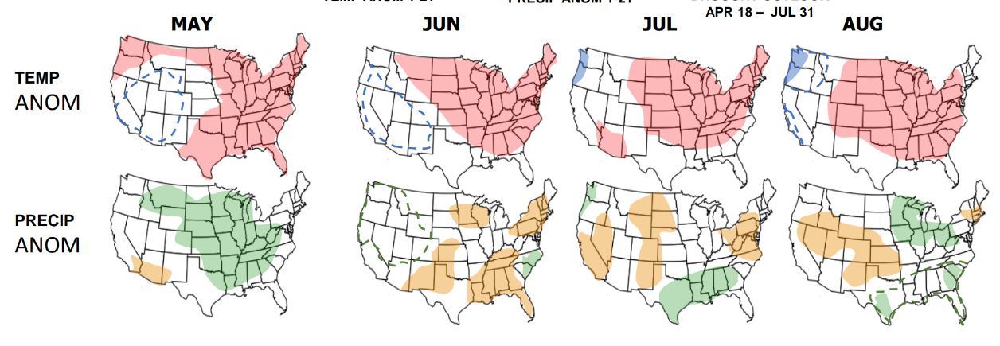 APR 18 – JUL 31
MAY JUN JUL AUG
TEMP
ANOM
PRECIP
ANOM